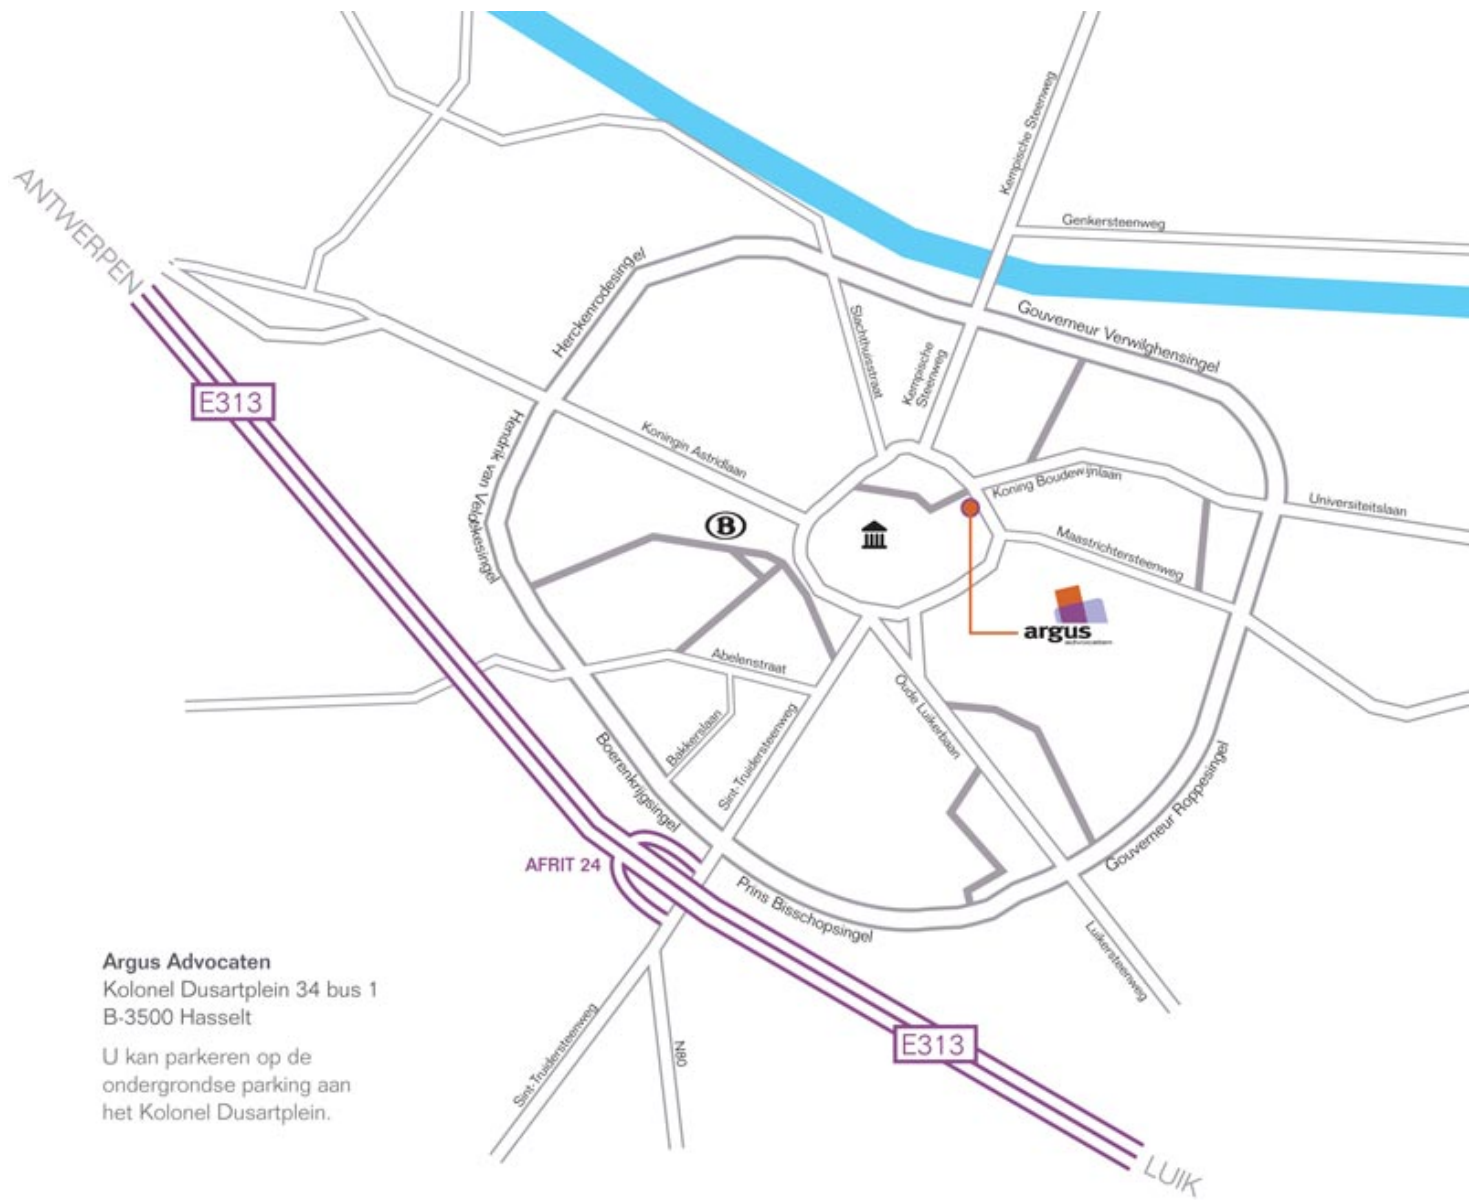 ANTWERPEN
Kempische Steenweg
Genkersteenweg
Herckenrodesingel
Gouverneur Verwilghensingel
Slachthuisstraat
Kempische
Steenweg
E313
Hendrik van Veldekesingel
Koningin Astridlaan
Koning Boudewijnlaan
Universiteitslaan
B
Maastrichtersteenweg
argus
advocaten
Abelenstraat
Oude Luikerbaan
Bakkerslaan
Sint-Truidersteenweg
Boerenkrijgsingel
Gouverneur Roppesingel
AFRIT 24
Prins Bisschopsingel
Luikersteenweg
Argus Advocaten
Kolonel Dusartplein 34 bus 1
B-3500 Hasselt
U kan parkeren op de
ondergrondse parking aan
het Kolonel Dusartplein.
Sint-Truidersteenweg
N80
E313
LUIK